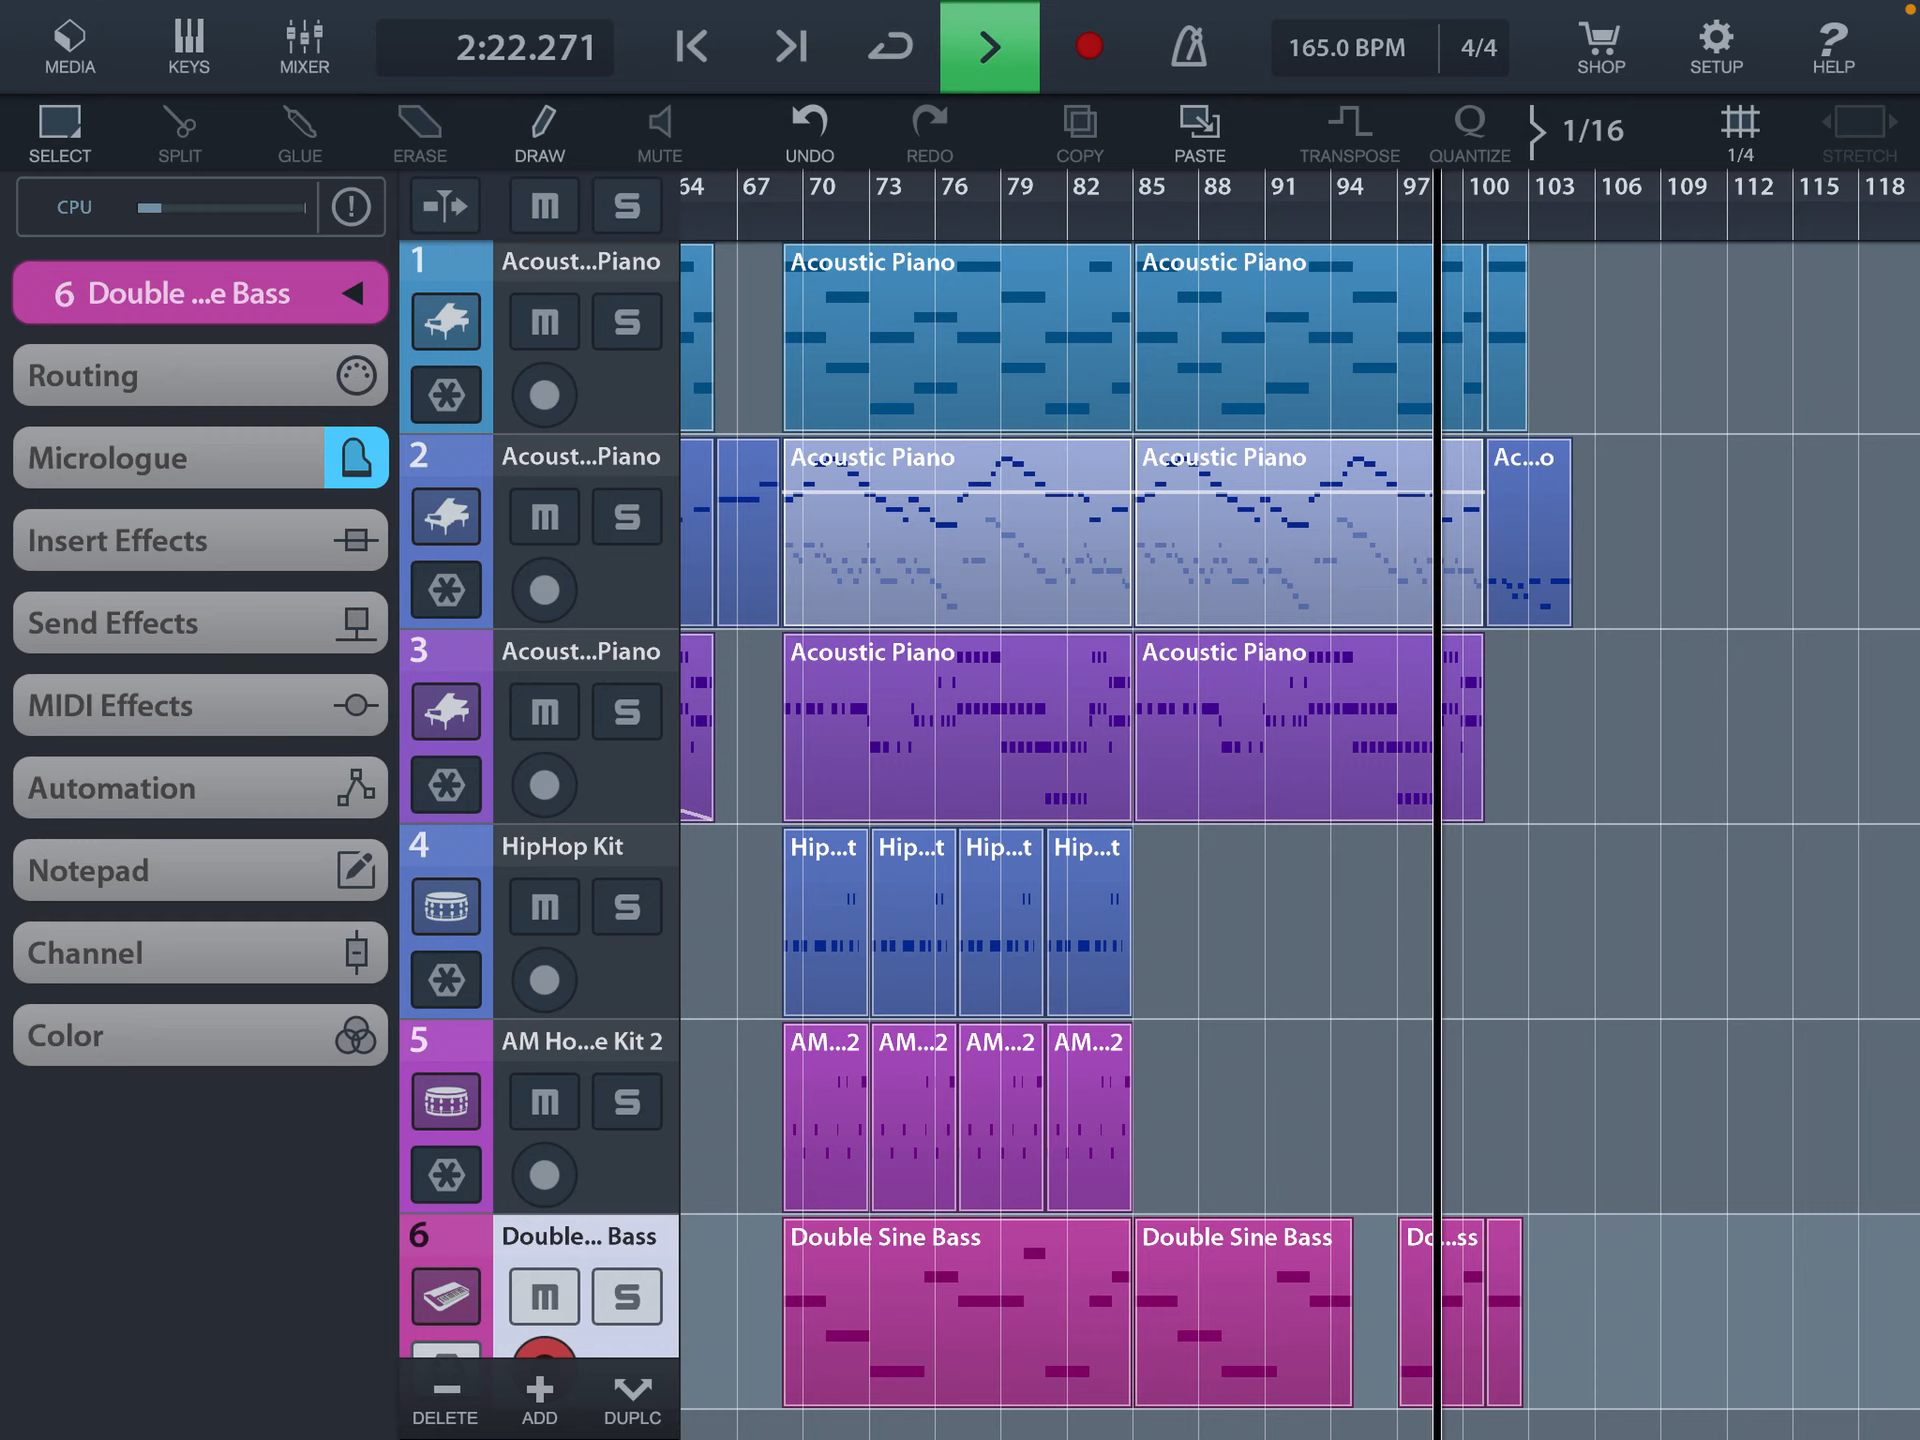 MEDIA KEYS MIXER 2:22.271 165.0 BPM 4/4 SHOP SETUP ? HELP
SELECT SPLIT GLUE ERASE DRAW MUTE UNDO REDO COPY PASTE TRANSPOSE Q QUANTIZE 1/16 1/4 STRETCH
CPU ! m S 64 67 70 73 76 79 82 85 88 91 94 97 100 103 106 109 112 115 118
6 Double ...e Bass
Routing
Micrologue
Insert Effects
Send Effects
MIDI Effects
Automation
Notepad
Channel
Color
1 Acoust...Piano Acoustic Piano Acoustic Piano
m S
2 Acoust...Piano Acoustic Piano Acoustic Piano Ac...o
m S
3 Acoust...Piano Acoustic Piano Acoustic Piano
m S
4 HipHop Kit Hip...t Hip...t Hip...t Hip...t
m S
5 AM Ho...e Kit 2 AM...2 AM...2 AM...2 AM...2
m S
6 Double... Bass Double Sine Bass Double Sine Bass Do...ss
m S
DELETE ADD DUPLC